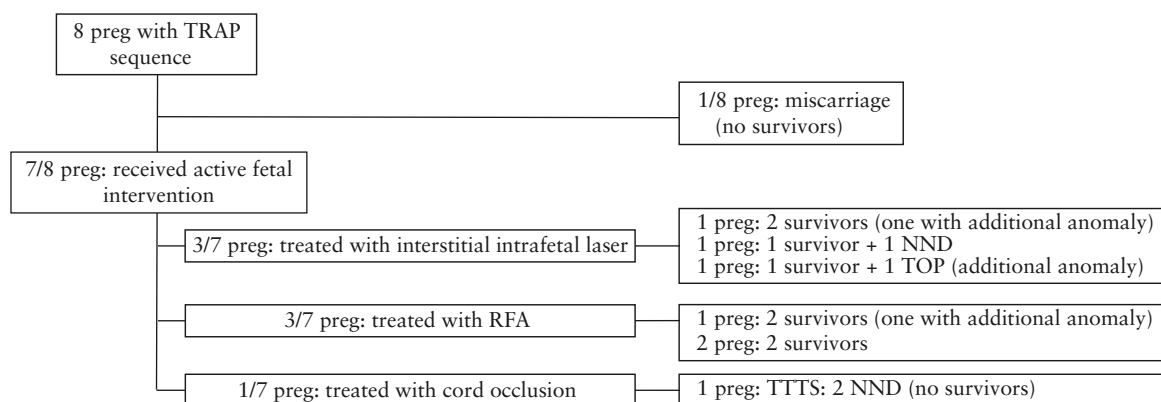 8 preg with TRAP
sequence
1/8 preg: miscarriage
(no survivors)
7/8 preg: received active fetal
intervention
3/7 preg: treated with interstitial intrafetal laser
1 preg: 2 survivors (one with additional anomaly)
1 preg: 1 survivor + 1 NND
1 preg: 1 survivor + 1 TOP (additional anomaly)
3/7 preg: treated with RFA
1 preg: 2 survivors (one with additional anomaly)
2 preg: 2 survivors
1/7 preg: treated with cord occlusion
1 preg: TTTS: 2 NND (no survivors)